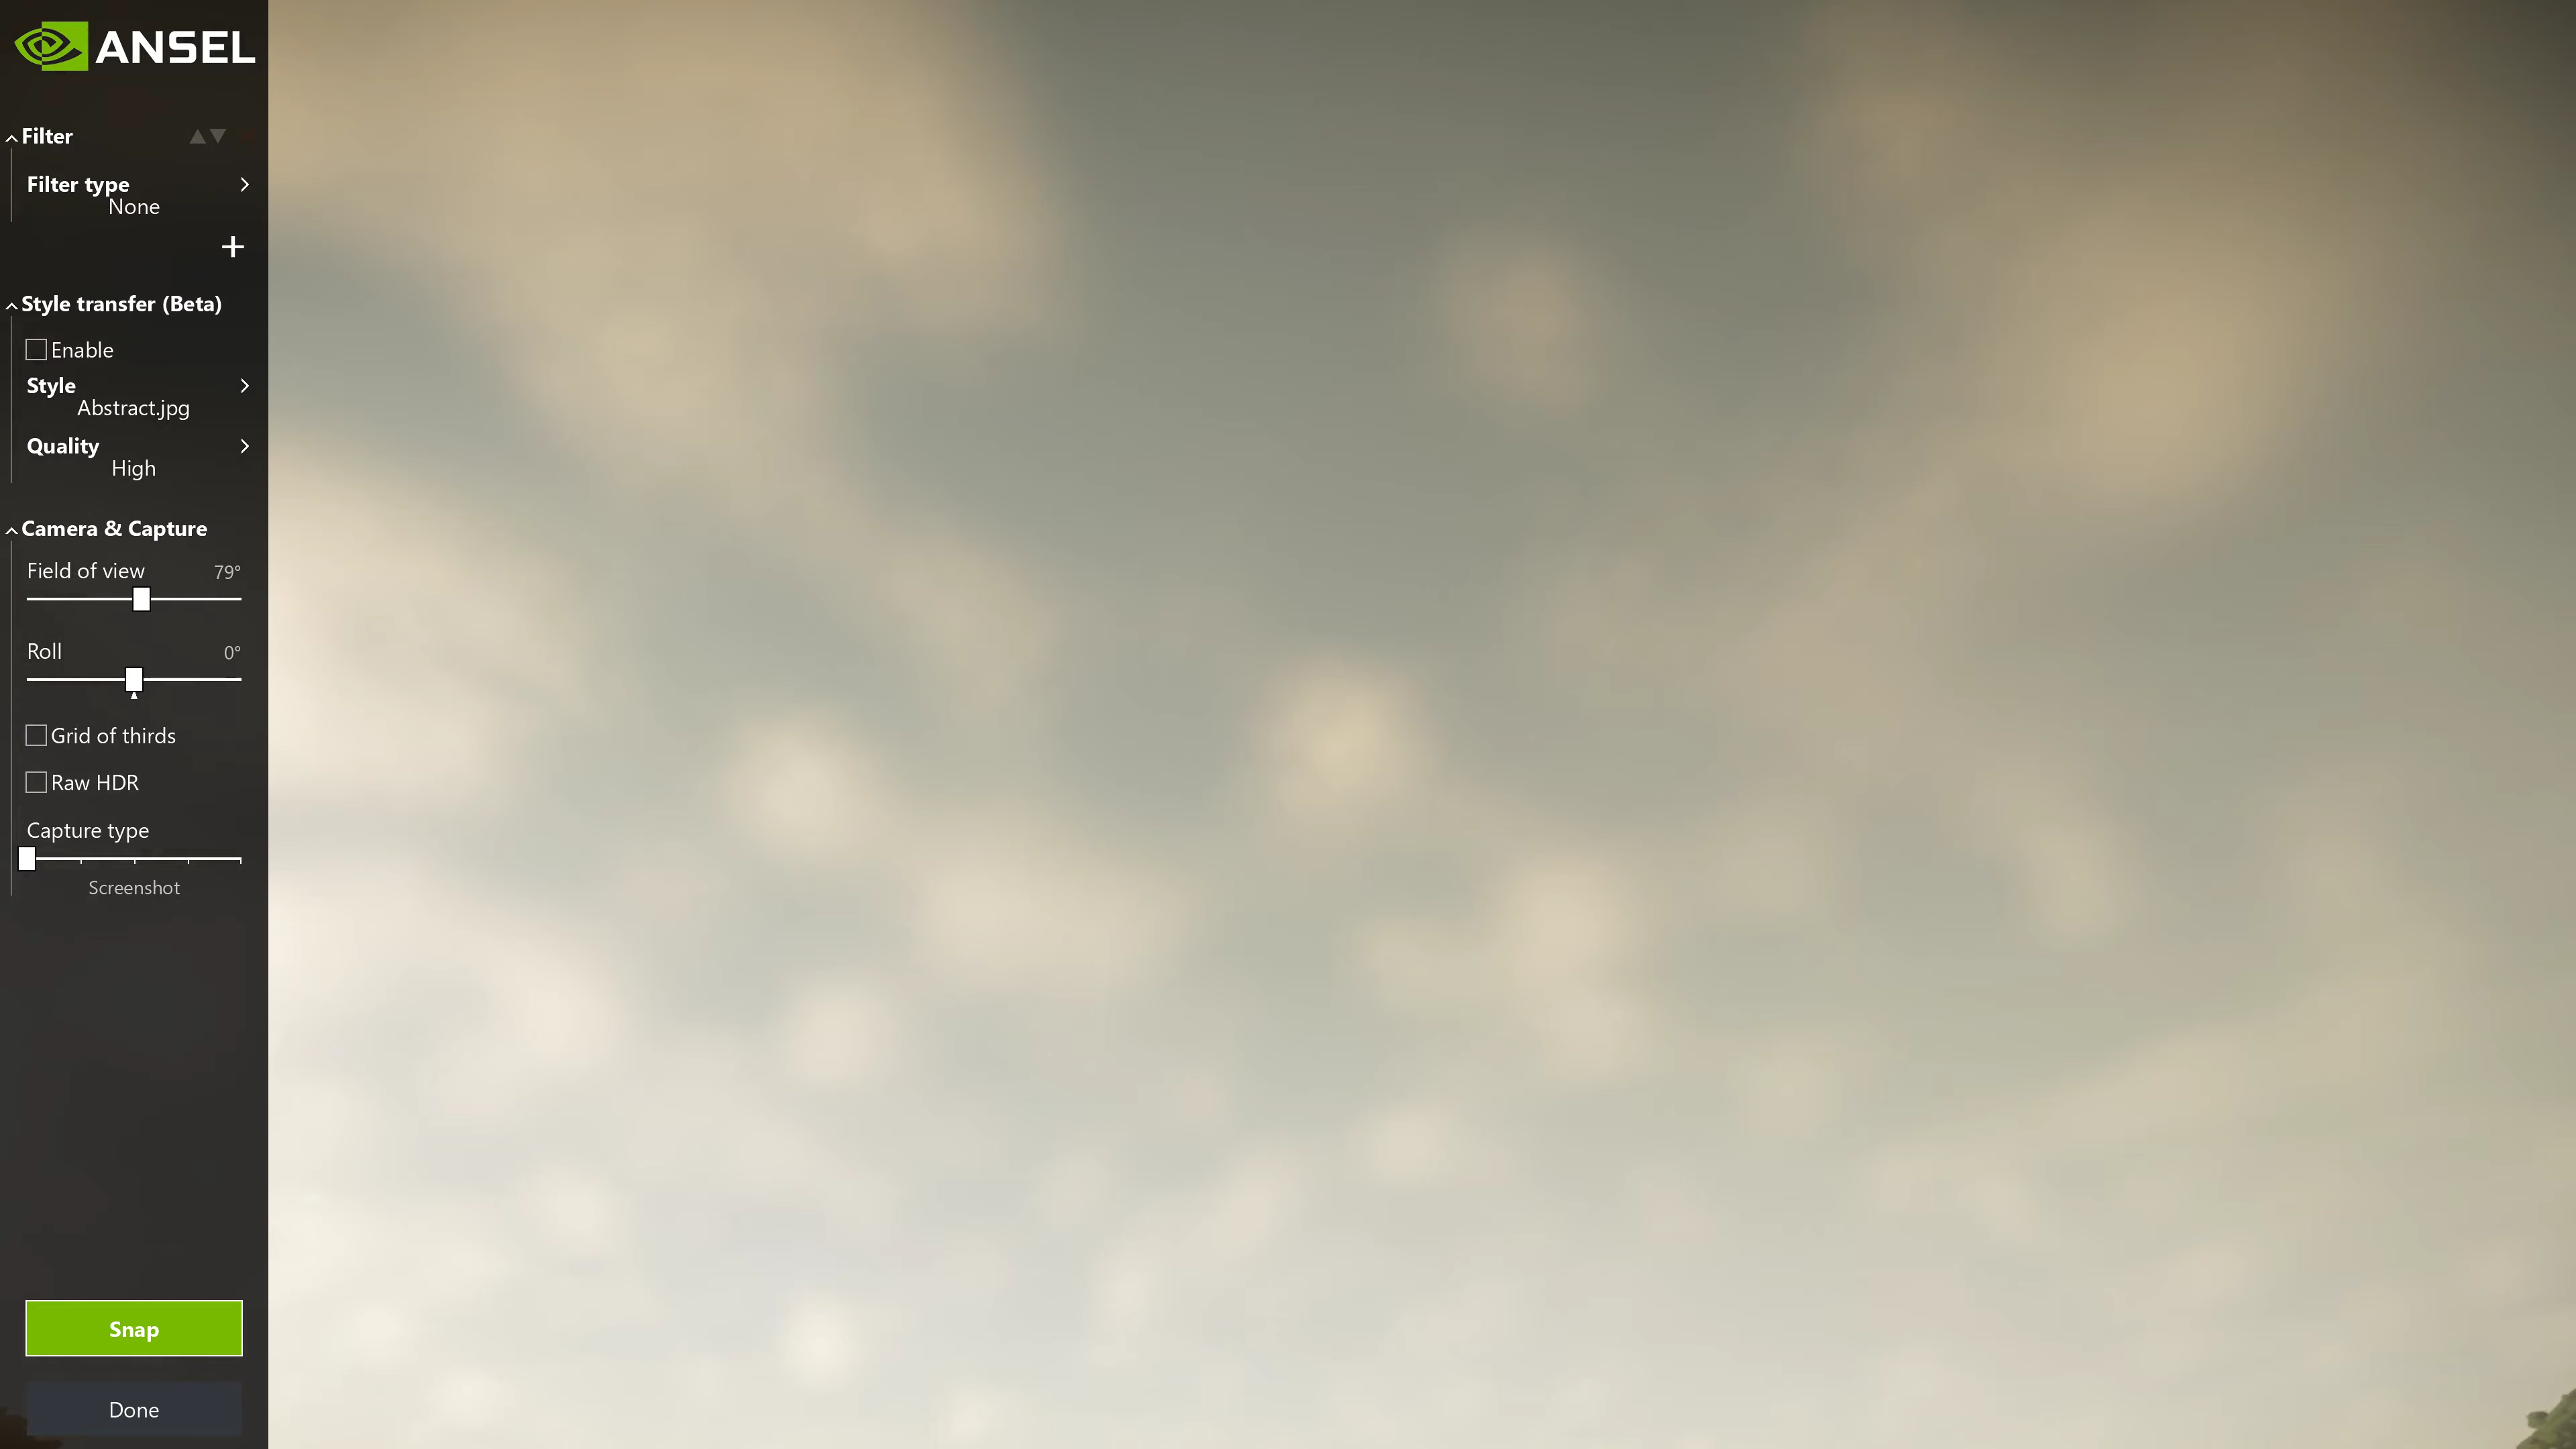 ANSEL
Filter
Filter type
None
Style transfer (Beta)
Enable
Style
Abstract.jpg
Quality
High
Camera & Capture
Field of view 79°
Roll 0°
Grid of thirds
Raw HDR
Capture type
Screenshot
Snap
Done